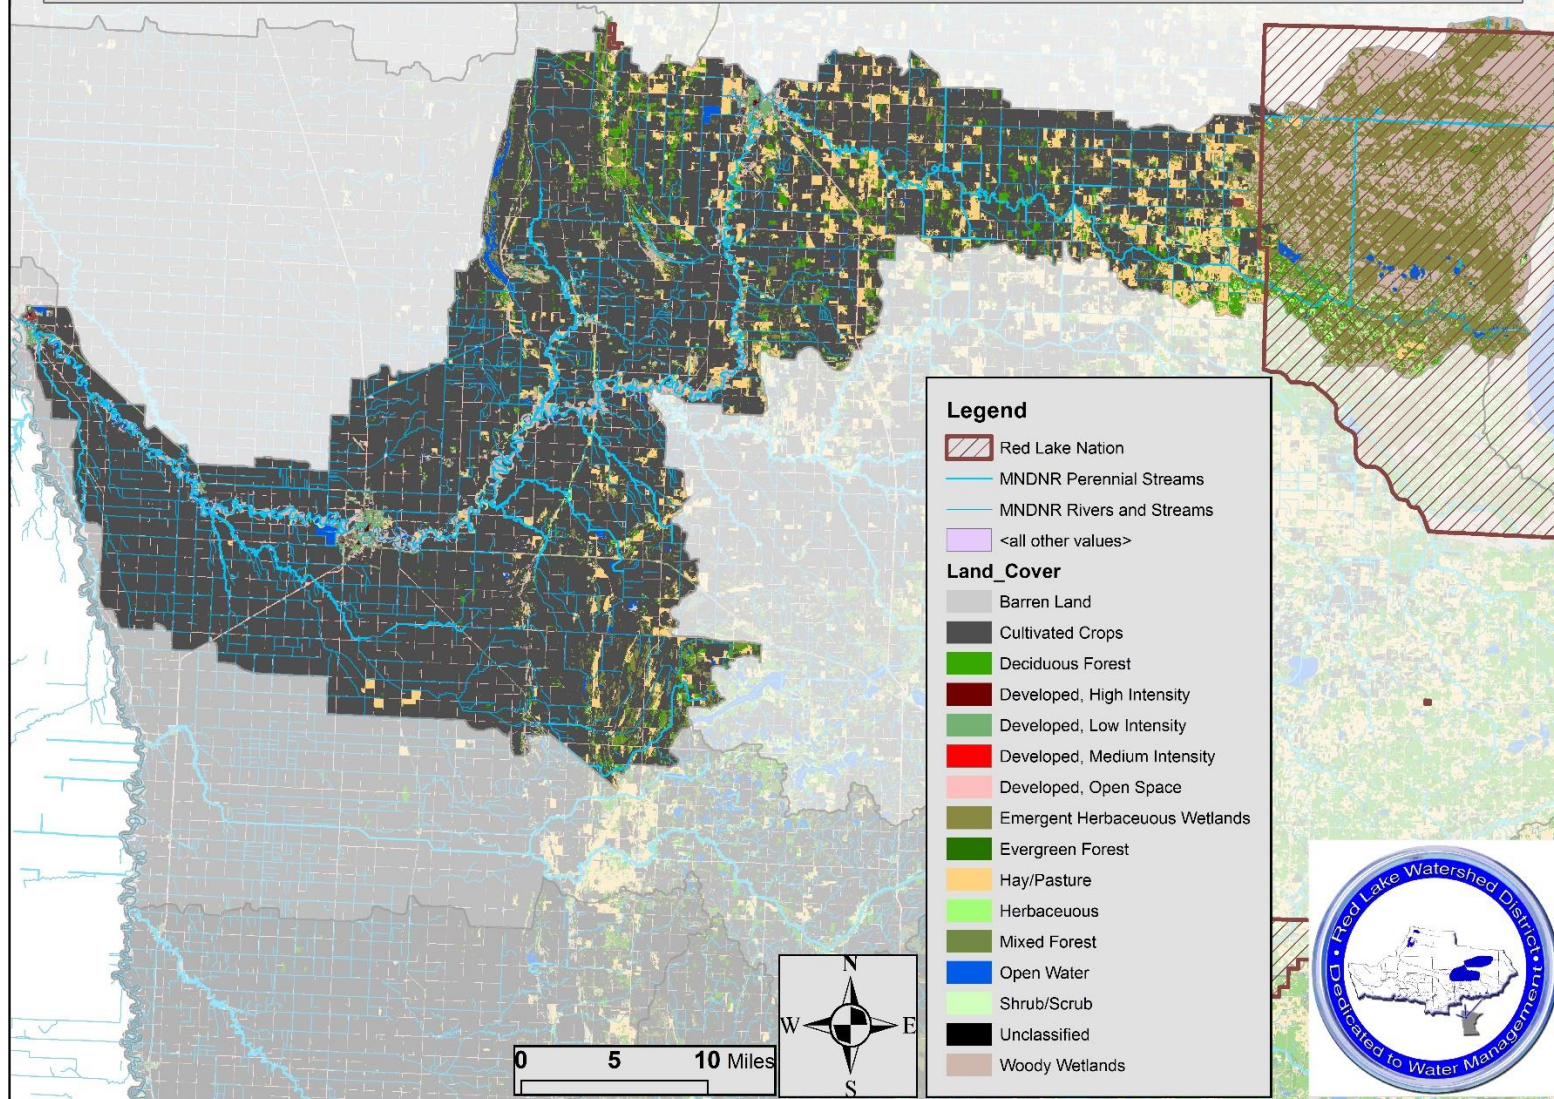 Legend
Red Lake Nation
MNDNR Perennial Streams
MNDNR Rivers and Streams
<all other values>
Land_Cover
Barren Land
Cultivated Crops
Deciduous Forest
Developed, High Intensity
Developed, Low Intensity
Developed, Medium Intensity
Developed, Open Space
Emergent Herbaceuous Wetlands
Evergreen Forest
Hay/Pasture
Herbaceuous
Mixed Forest
Open Water
Shrub/Scrub
Unclassified
Woody Wetlands
N
W E
S
0 5 10 Miles
• Red Lake Watershed District •
Dedicated to Water Management